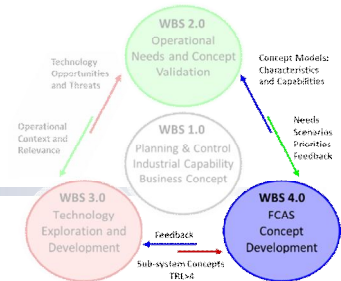 WBS 2.0
Operational
Needs and Concept
Validation
Technology
Opportunities
and Threats
Concept Models:
Characteristics
and Capabilities
Operational
Context and
Relevance
WBS 1.0
Planning & Control
Industrial Capability
Business Concept
Needs
Scenarios
Priorities
Feedback
WBS 3.0
Technology
Exploration and
Development
Feedback
Sub-system Concepts
TRL>4
WBS 4.0
FCAS
Concept
Development